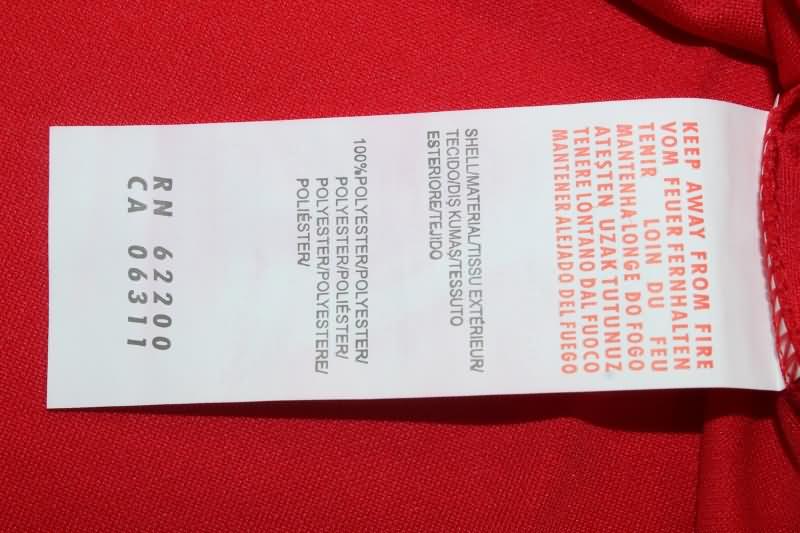 KEEP AWAY FROM FIRE
VOM FEUER FERNHALTEN
TENIR LOIN DU FEU
MANTENHA LONGE DO FOGO
ATEŞTEN UZAK TUTUNUZ
TENERE LONTANO DAL FUOCO
MANTENER ALEJADO DEL FUEGO
SHELL/MATERIAL/TISSU EXTÉRIEUR/
TECIDO/DIŞ KUMAŞ/TESSUTO
ESTERIORE/TEJIDO
100%POLYESTER/POLYESTER/
POLYESTER/POLIÉSTER/
POLYESTER/POLYESTERE/
POLIÉSTER/
RN 62200
CA 06311